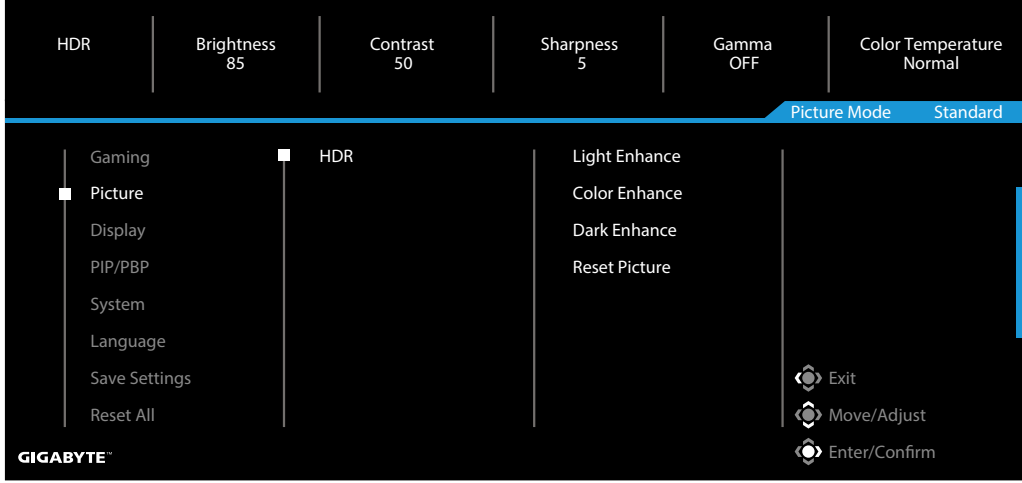 HDR
Brightness
85
Contrast
50
Sharpness
5
Gamma
OFF
Color Temperature
Normal
Picture Mode Standard
Gaming
Picture
Display
PIP/PBP
System
Language
Save Settings
Reset All
HDR
Light Enhance
Color Enhance
Dark Enhance
Reset Picture
Exit
Move/Adjust
Enter/Confirm
GIGABYTE™